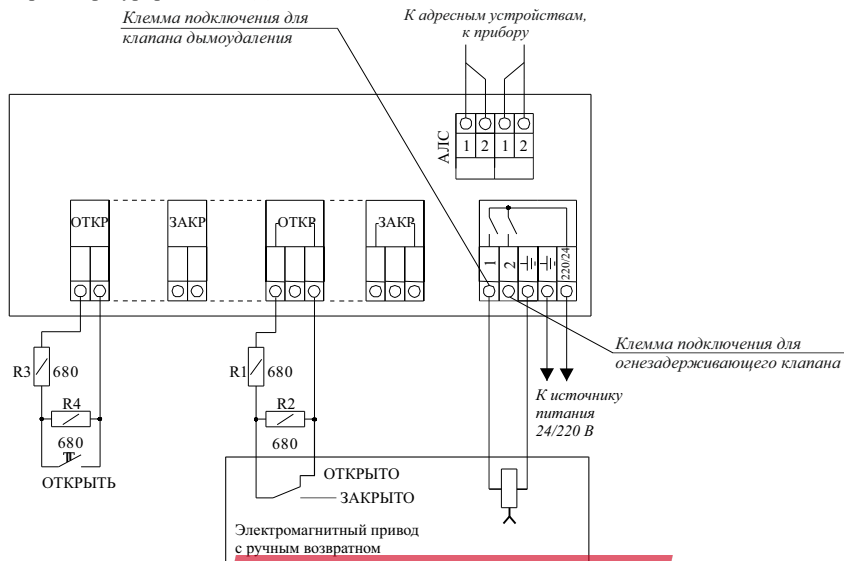 Клемма подключения для
клапана дымоудаления
К адресным устройствам,
к прибору
АЛС
1 2 1 2
ОТКР
ЗАКР
ОТКР
ЗАКР
1
2
220/24
Клемма подключения для
огнезадерживающего клапана
R3 680
R1 680
R4
R2
680
680
К источнику
питания
24/220 В
ОТКРЫТЬ
ОТКРЫТО
ЗАКРЫТО
Электромагнитный привод
с ручным возвратном